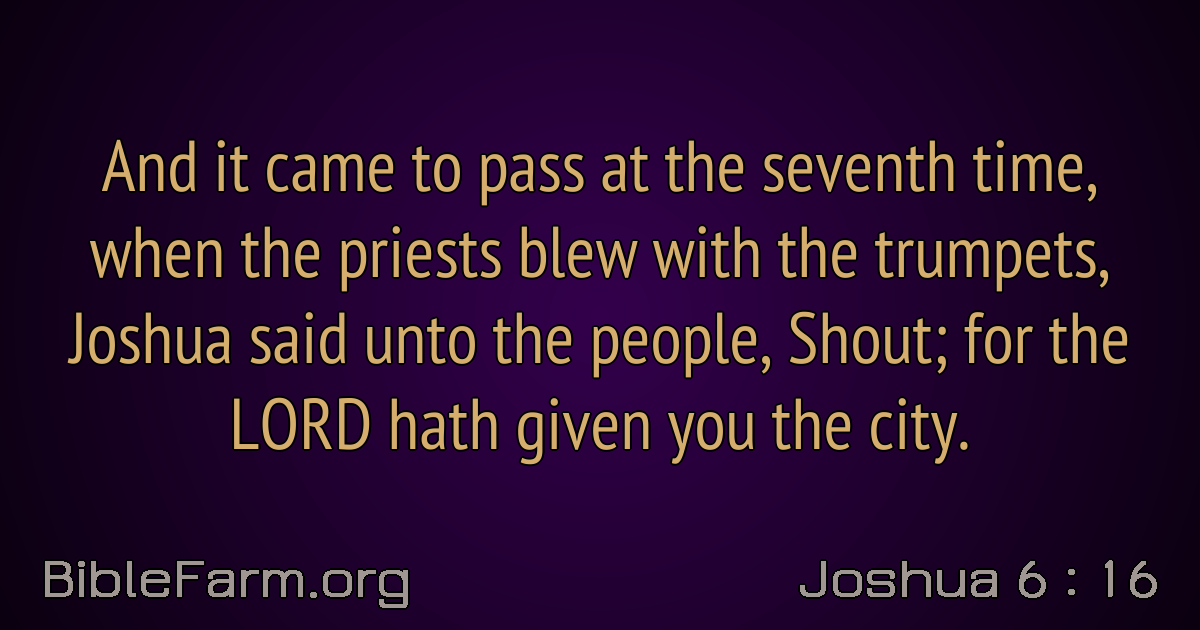 And it came to pass at the seventh time,
when the priests blew with the trumpets,
Joshua said unto the people, Shout; for the
LORD hath given you the city.
BibleFarm.org
Joshua 6 : 16